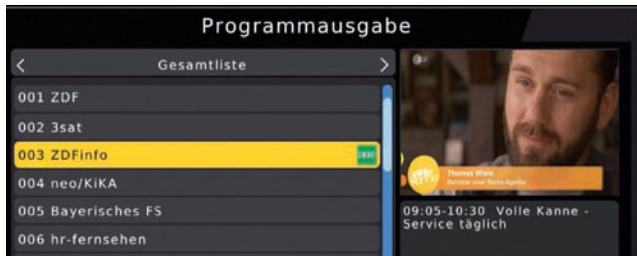 Programmausgabe
Gesamtliste
001 ZDF
002 3sat
003 ZDFinfo
004 neo/KiKA
005 Bayerisches FS
006 hr-fernsehen
Thomas Wiele
09:05-10:30 Volle Kanne -
Service täglich